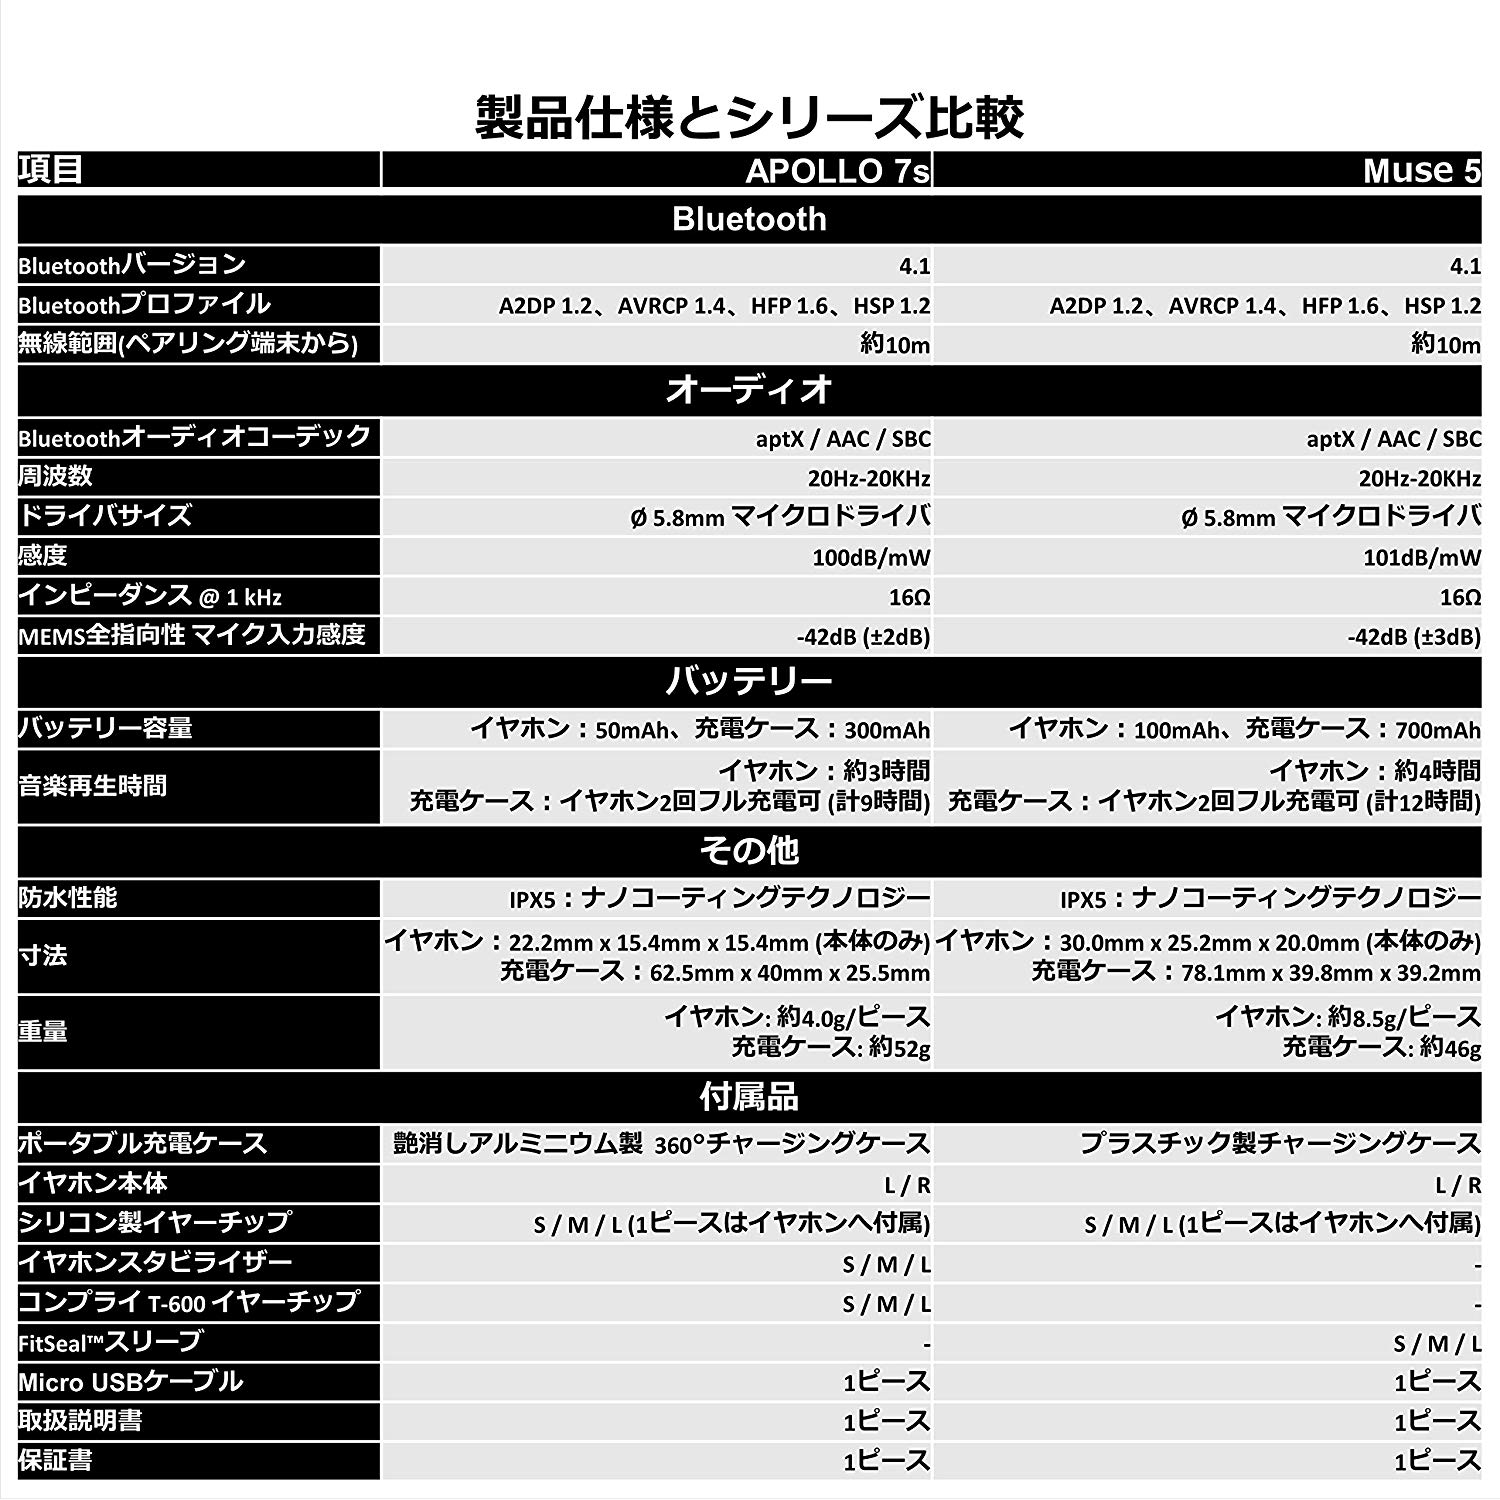 製品仕様とシリーズ比較
項目 APOLLO 7s Muse 5
Bluetooth
Bluetoothバージョン 4.1 4.1
Bluetoothプロファイル A2DP 1.2、AVRCP 1.4、HFP 1.6、HSP 1.2 A2DP 1.2、AVRCP 1.4、HFP 1.6、HSP 1.2
無線範囲(ペアリング端末から) 約10m 約10m
オーディオ
Bluetoothオーディオコーデック aptX / AAC / SBC aptX / AAC / SBC
周波数 20Hz-20KHz 20Hz-20KHz
ドライバサイズ Ø 5.8mm マイクロドライバ Ø 5.8mm マイクロドライバ
感度 100dB/mW 101dB/mW
インピーダンス @ 1 kHz 16Ω 16Ω
MEMS全指向性 マイク入力感度 -42dB (±2dB) -42dB (±3dB)
バッテリー
バッテリー容量 イヤホン：50mAh、充電ケース：300mAh イヤホン：100mAh、充電ケース：700mAh
音楽再生時間 イヤホン：約3時間 イヤホン：約4時間
充電ケース：イヤホン2回フル充電可 (計9時間) 充電ケース：イヤホン2回フル充電可 (計12時間)
その他
防水性能 IPX5：ナノコーティングテクノロジー IPX5：ナノコーティングテクノロジー
寸法 イヤホン：22.2mm x 15.4mm x 15.4mm (本体のみ) イヤホン：30.0mm x 25.2mm x 20.0mm (本体のみ)
充電ケース：62.5mm x 40mm x 25.5mm 充電ケース：78.1mm x 39.8mm x 39.2mm
重量 イヤホン: 約4.0g/ピース イヤホン: 約8.5g/ピース
充電ケース: 約52g 充電ケース: 約46g
付属品
ポータブル充電ケース 艶消しアルミニウム製 360°チャージングケース プラスチック製チャージングケース
イヤホン本体 L / R L / R
シリコン製イヤーチップ S / M / L (1ピースはイヤホンへ付属) S / M / L (1ピースはイヤホンへ付属)
イヤホンスタビライザー S / M / L -
コンプライ T-600 イヤーチップ S / M / L -
FitSeal™スリーブ - S / M / L
Micro USBケーブル 1ピース 1ピース
取扱説明書 1ピース 1ピース
保証書 1ピース 1ピース